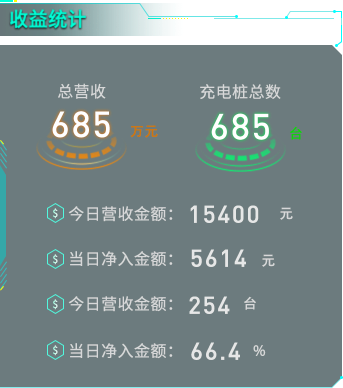 收益统计
总营收 充电桩总数
685 万元 685 台
今日营收金额： 15400 元
当日净入金额： 5614 元
今日营收金额： 254 台
当日净入金额： 66.4 %